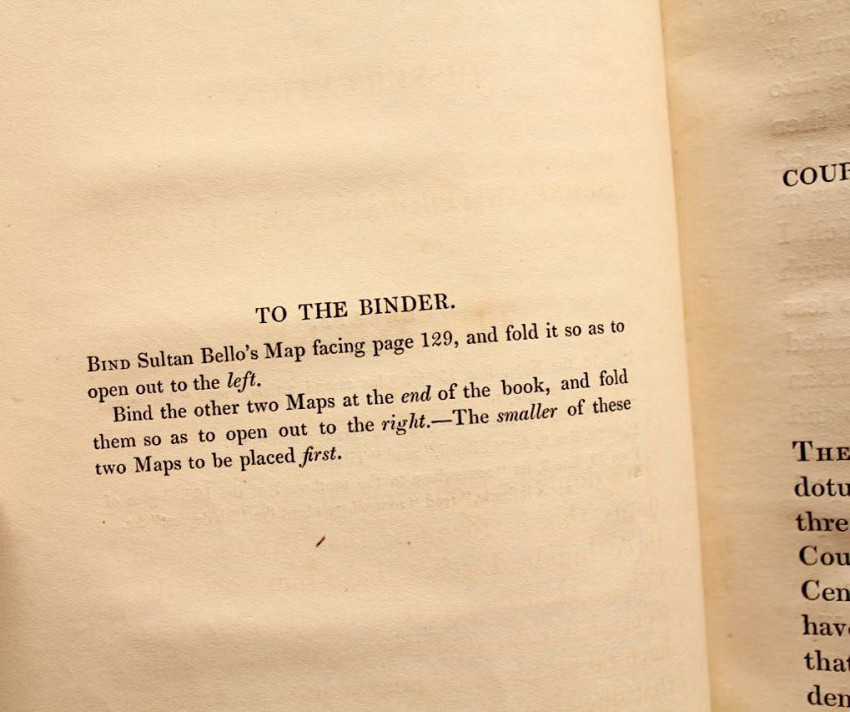 TO THE BINDER.
BIND Sultan Bello's Map facing page 129, and fold it so as to
open out to the left.
Bind the other two Maps at the end of the book, and fold
them so as to open out to the right.—The smaller of these
two Maps to be placed first.
COUR
THE
dotu
thre
Cou
Cen
have
that
den